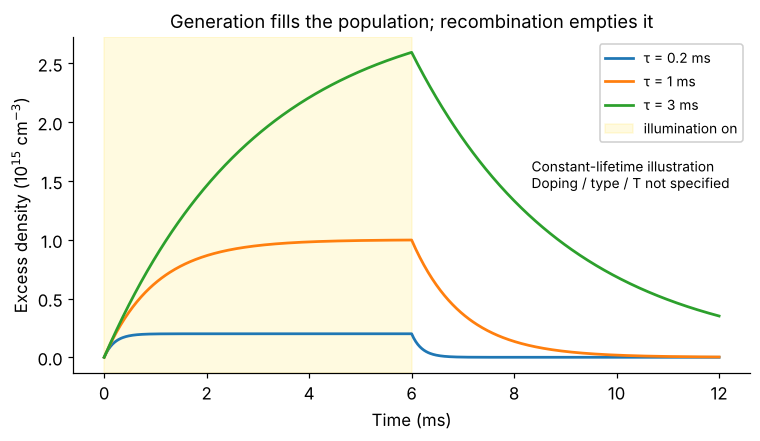 Generation fills the population; recombination empties it
Excess density (10¹⁵ cm⁻³)
2.5
2.0
1.5
1.0
0.5
0.0
τ = 0.2 ms
τ = 1 ms
τ = 3 ms
illumination on
Constant-lifetime illustration
Doping / type / T not specified
0 2 4 6 8 10 12
Time (ms)